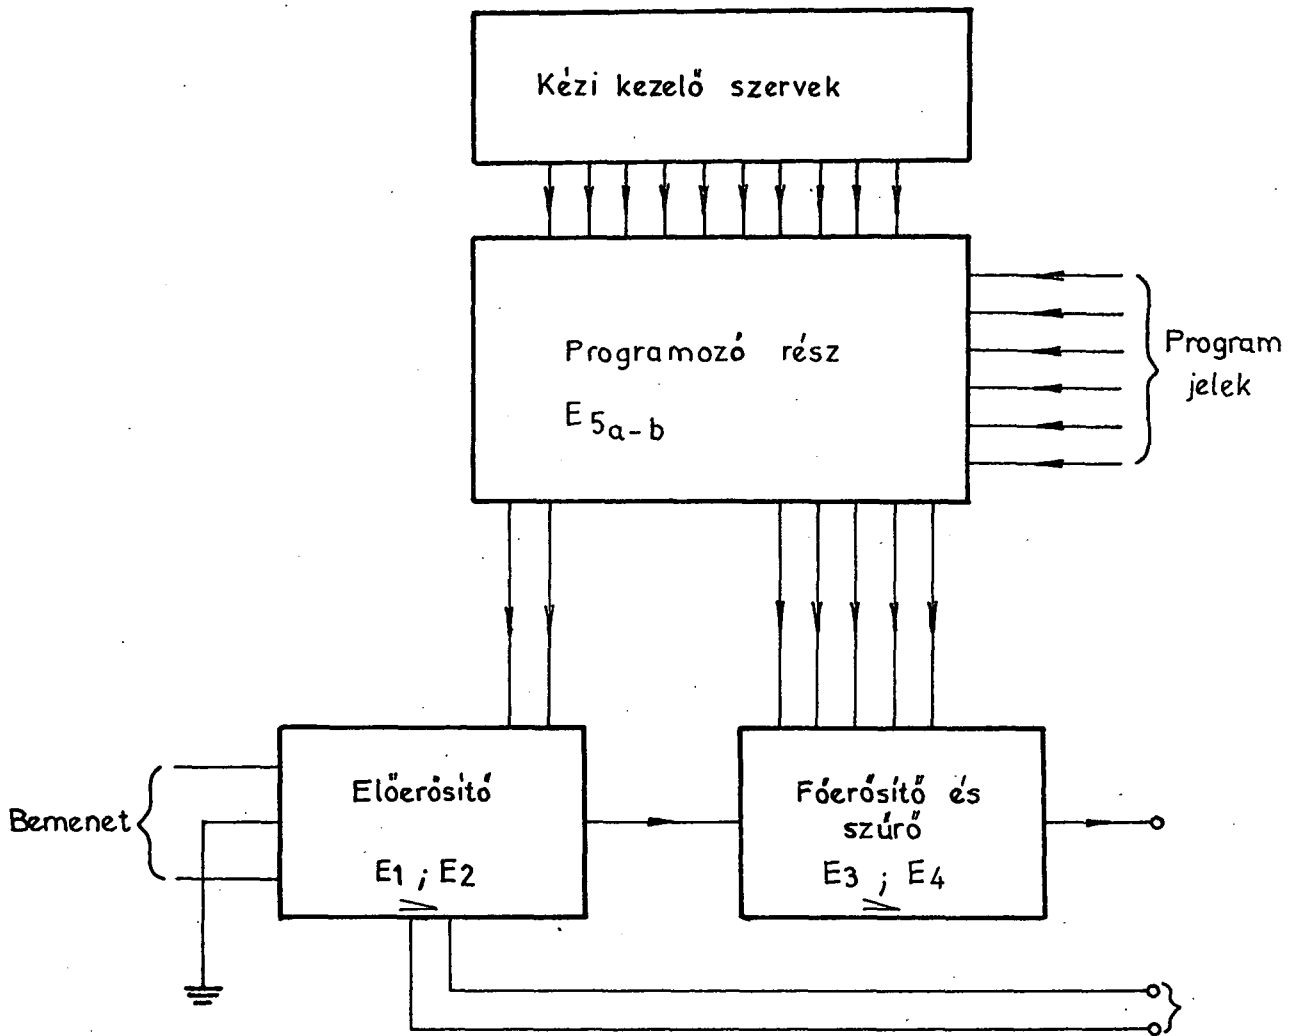 Kézi kezelő szervek
Programozó rész
E5a-b
Program
jelek
Bemenet
Előerősítő
E1 ; E2
Főerősítő és
szűrő
E3 ; E4